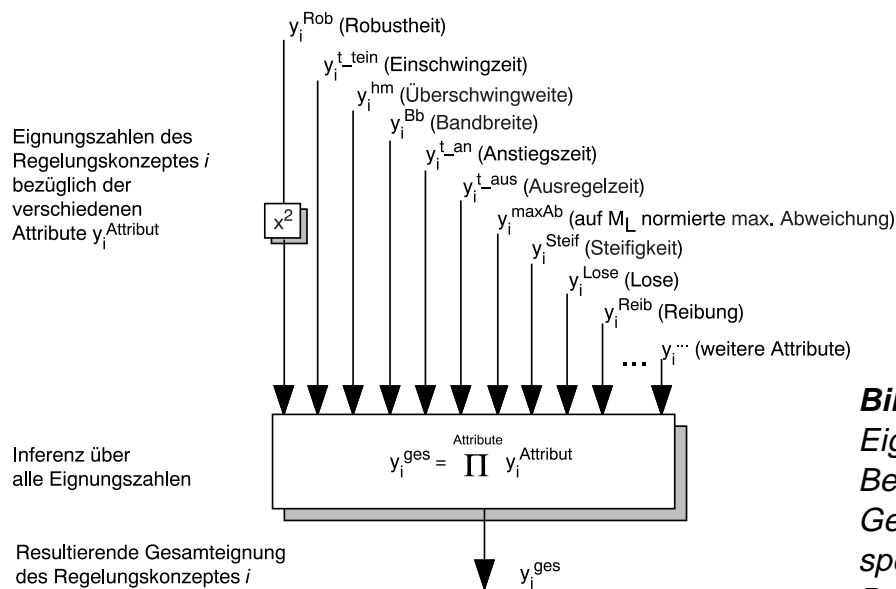 y_i^Rob (Robustheit)
y_i^t_tein (Einschwingzeit)
y_i^hm (Überschwingweite)
y_i^Bb (Bandbreite)
y_i^t_an (Anstiegszeit)
y_i^t_aus (Ausregelzeit)
y_i^maxAb (auf M_L normierte max. Abweichung)
y_i^Steif (Steifigkeit)
y_i^Lose (Lose)
y_i^Reib (Reibung)
... y_i^... (weitere Attribute)
Eignungszahlen des
Regelungskonzeptes i
bezüglich der
verschiedenen
Attribute y_i^Attribut
x^2
Inferenz über
alle Eignungszahlen
y_i^ges = ∏^Attribute y_i^Attribut
Resultierende Gesamteignung
des Regelungskonzeptes i
y_i^ges
Eig
Be
Ge